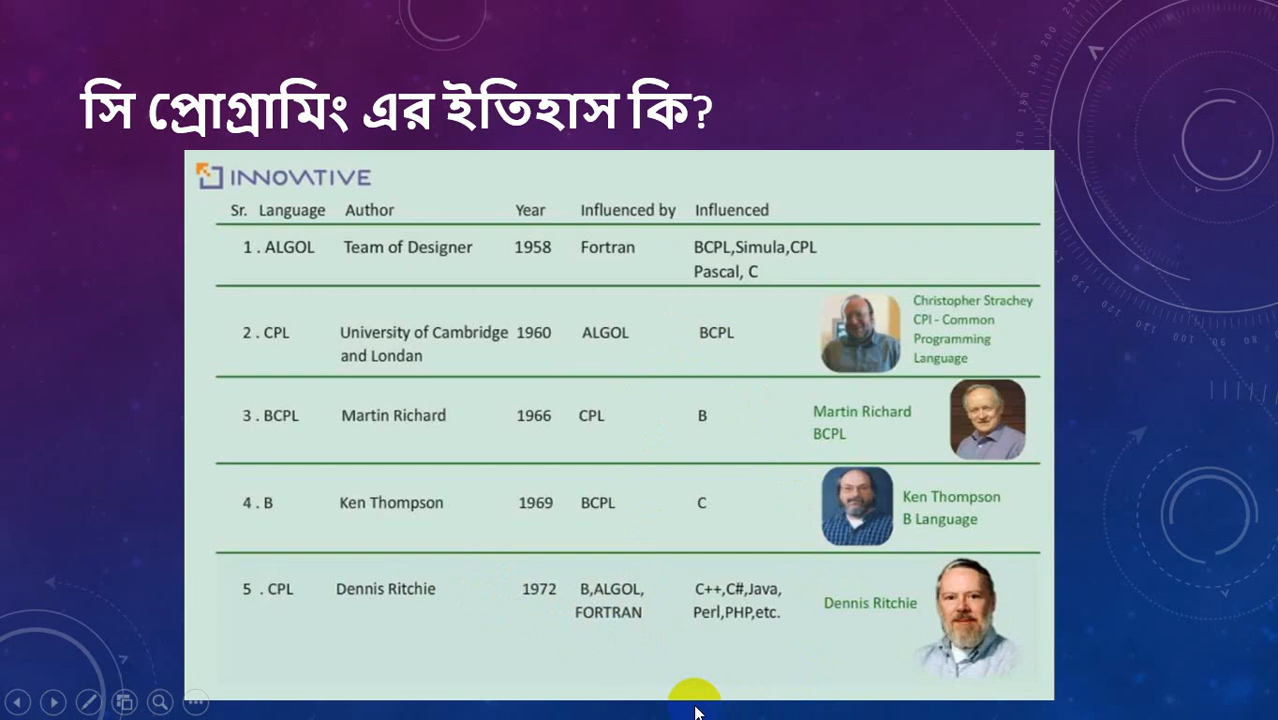 সি প্রোগ্রামিং এর ইতিহাস কি?
INNOVATIVE
Sr. Language Author Year Influenced by Influenced
1 . ALGOL Team of Designer 1958 Fortran BCPL,Simula,CPL
Pascal, C
Christopher Strachey
CPI - Common
Programming
Language
2 . CPL University of Cambridge 1960 ALGOL BCPL
and Londan
3 . BCPL Martin Richard 1966 CPL B
Martin Richard
BCPL
4 . B Ken Thompson 1969 BCPL C
Ken Thompson
B Language
5 . CPL Dennis Ritchie 1972 B,ALGOL, C++,C#,Java,
FORTRAN Perl,PHP,etc.
Dennis Ritchie